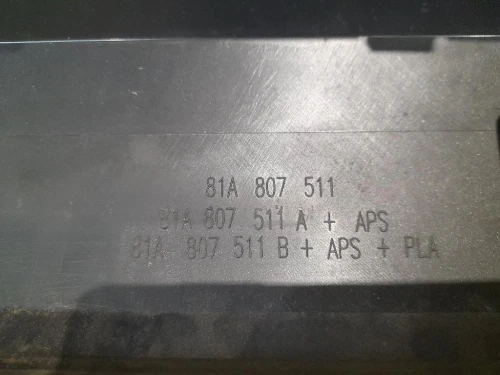 81A 807 511
81A 807 511 A + APS
81A 807 511 B + APS + PLA